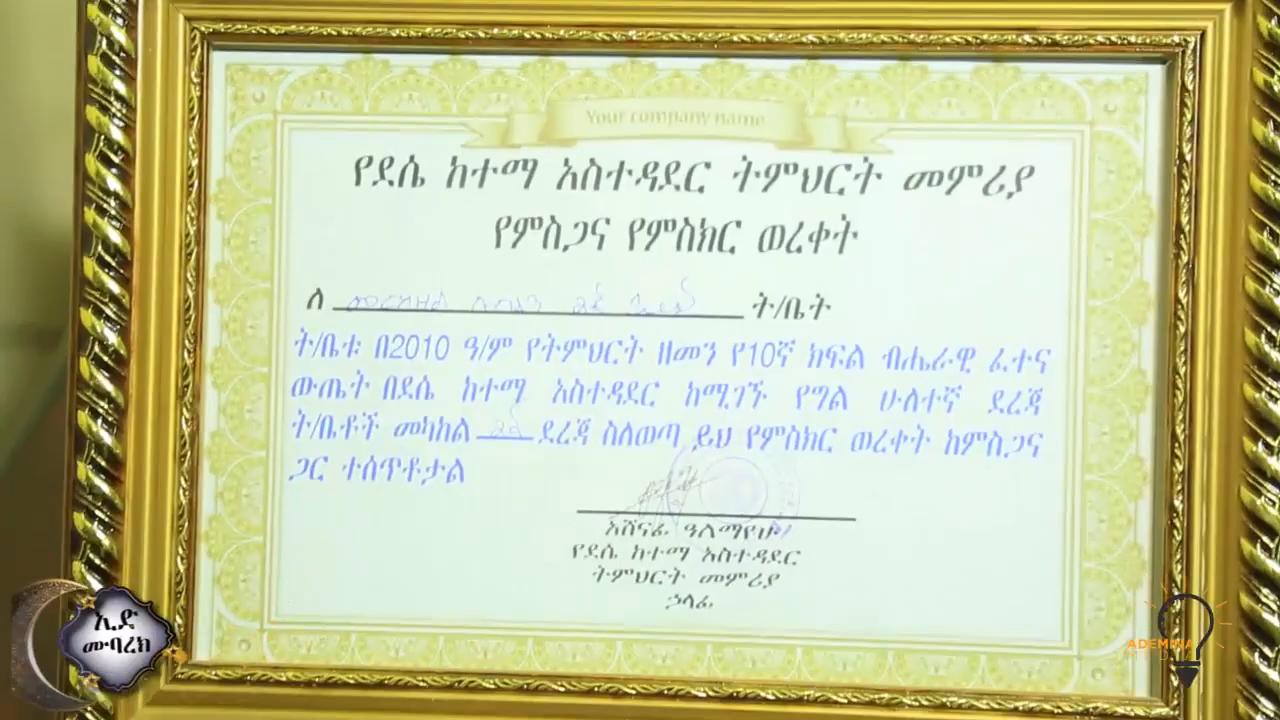 Your company name
የደሴ ከተማ አስተዳደር ትምህርት መምሪያ
የምስጋና የምስክር ወረቀት
ለ ት/ቤት
ት/ቤቱ በ2010 ዓ/ም የትምህርት ዘመን የ10ኛ ክፍል ብሔራዊ ፈተና
ውጤት በደሴ ከተማ አስተዳደር ከሚገኙ የግል ሁለተኛ ደረጃ
ት/ቤቶች መካከል ደረጃ ስለወጣ ይህ የምስክር ወረቀት ከምስጋና
ጋር ተሰጥቶታል
አሸናፊ ዓለማየሁ
የደሴ ከተማ አስተዳደር
ትምህርት መምሪያ
ኃላፊ
ኢድ
ሙባረክ